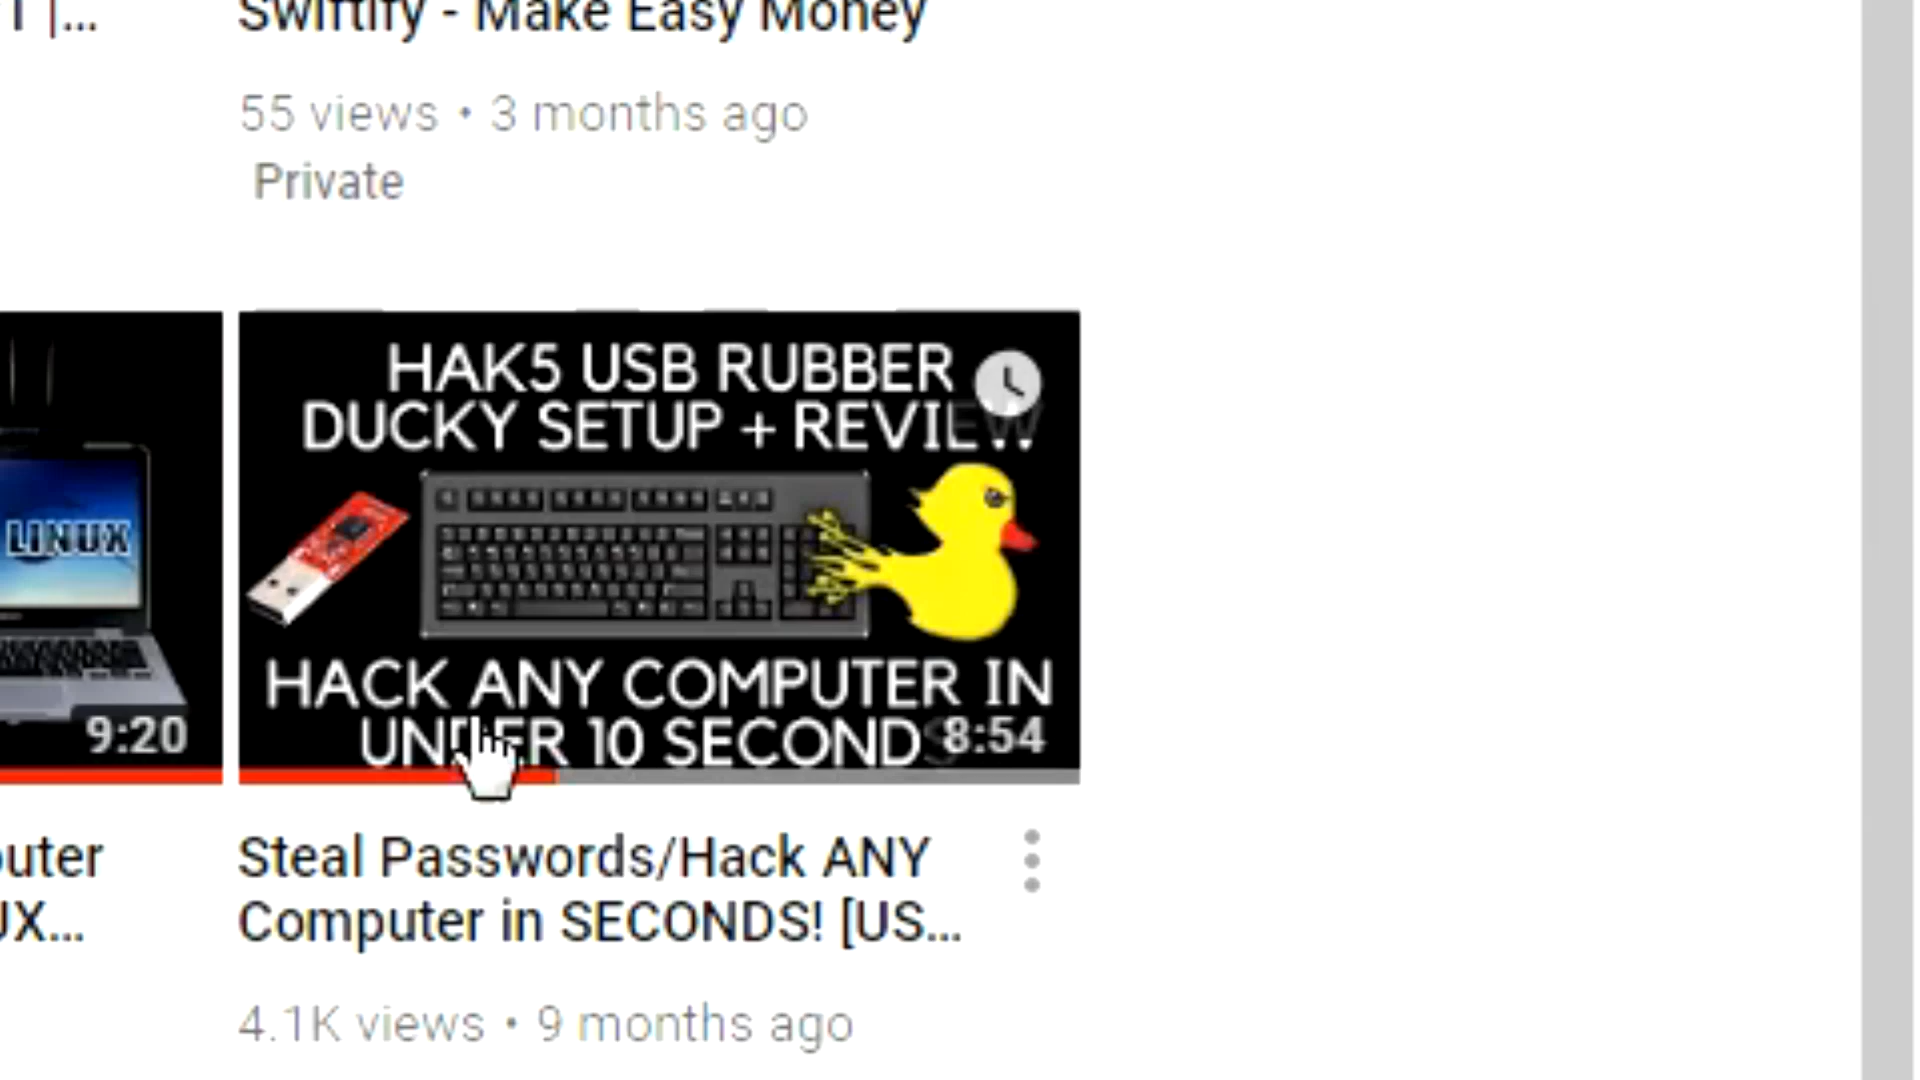 Swiftify - Make Easy Money
55 views • 3 months ago
Private
HAK5 USB RUBBER
DUCKY SETUP + REVIEW
LINUX
HACK ANY COMPUTER IN
UNDER 10 SECONDS
9:20
8:54
Steal Passwords/Hack ANY
Computer in SECONDS! [US...
4.1K views • 9 months ago